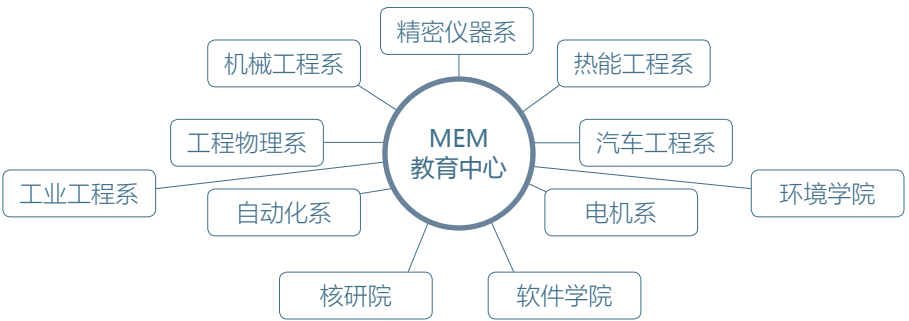 精密仪器系
机械工程系
热能工程系
MEM
教育中心
工程物理系
汽车工程系
工业工程系
环境学院
自动化系
电机系
核研院
软件学院